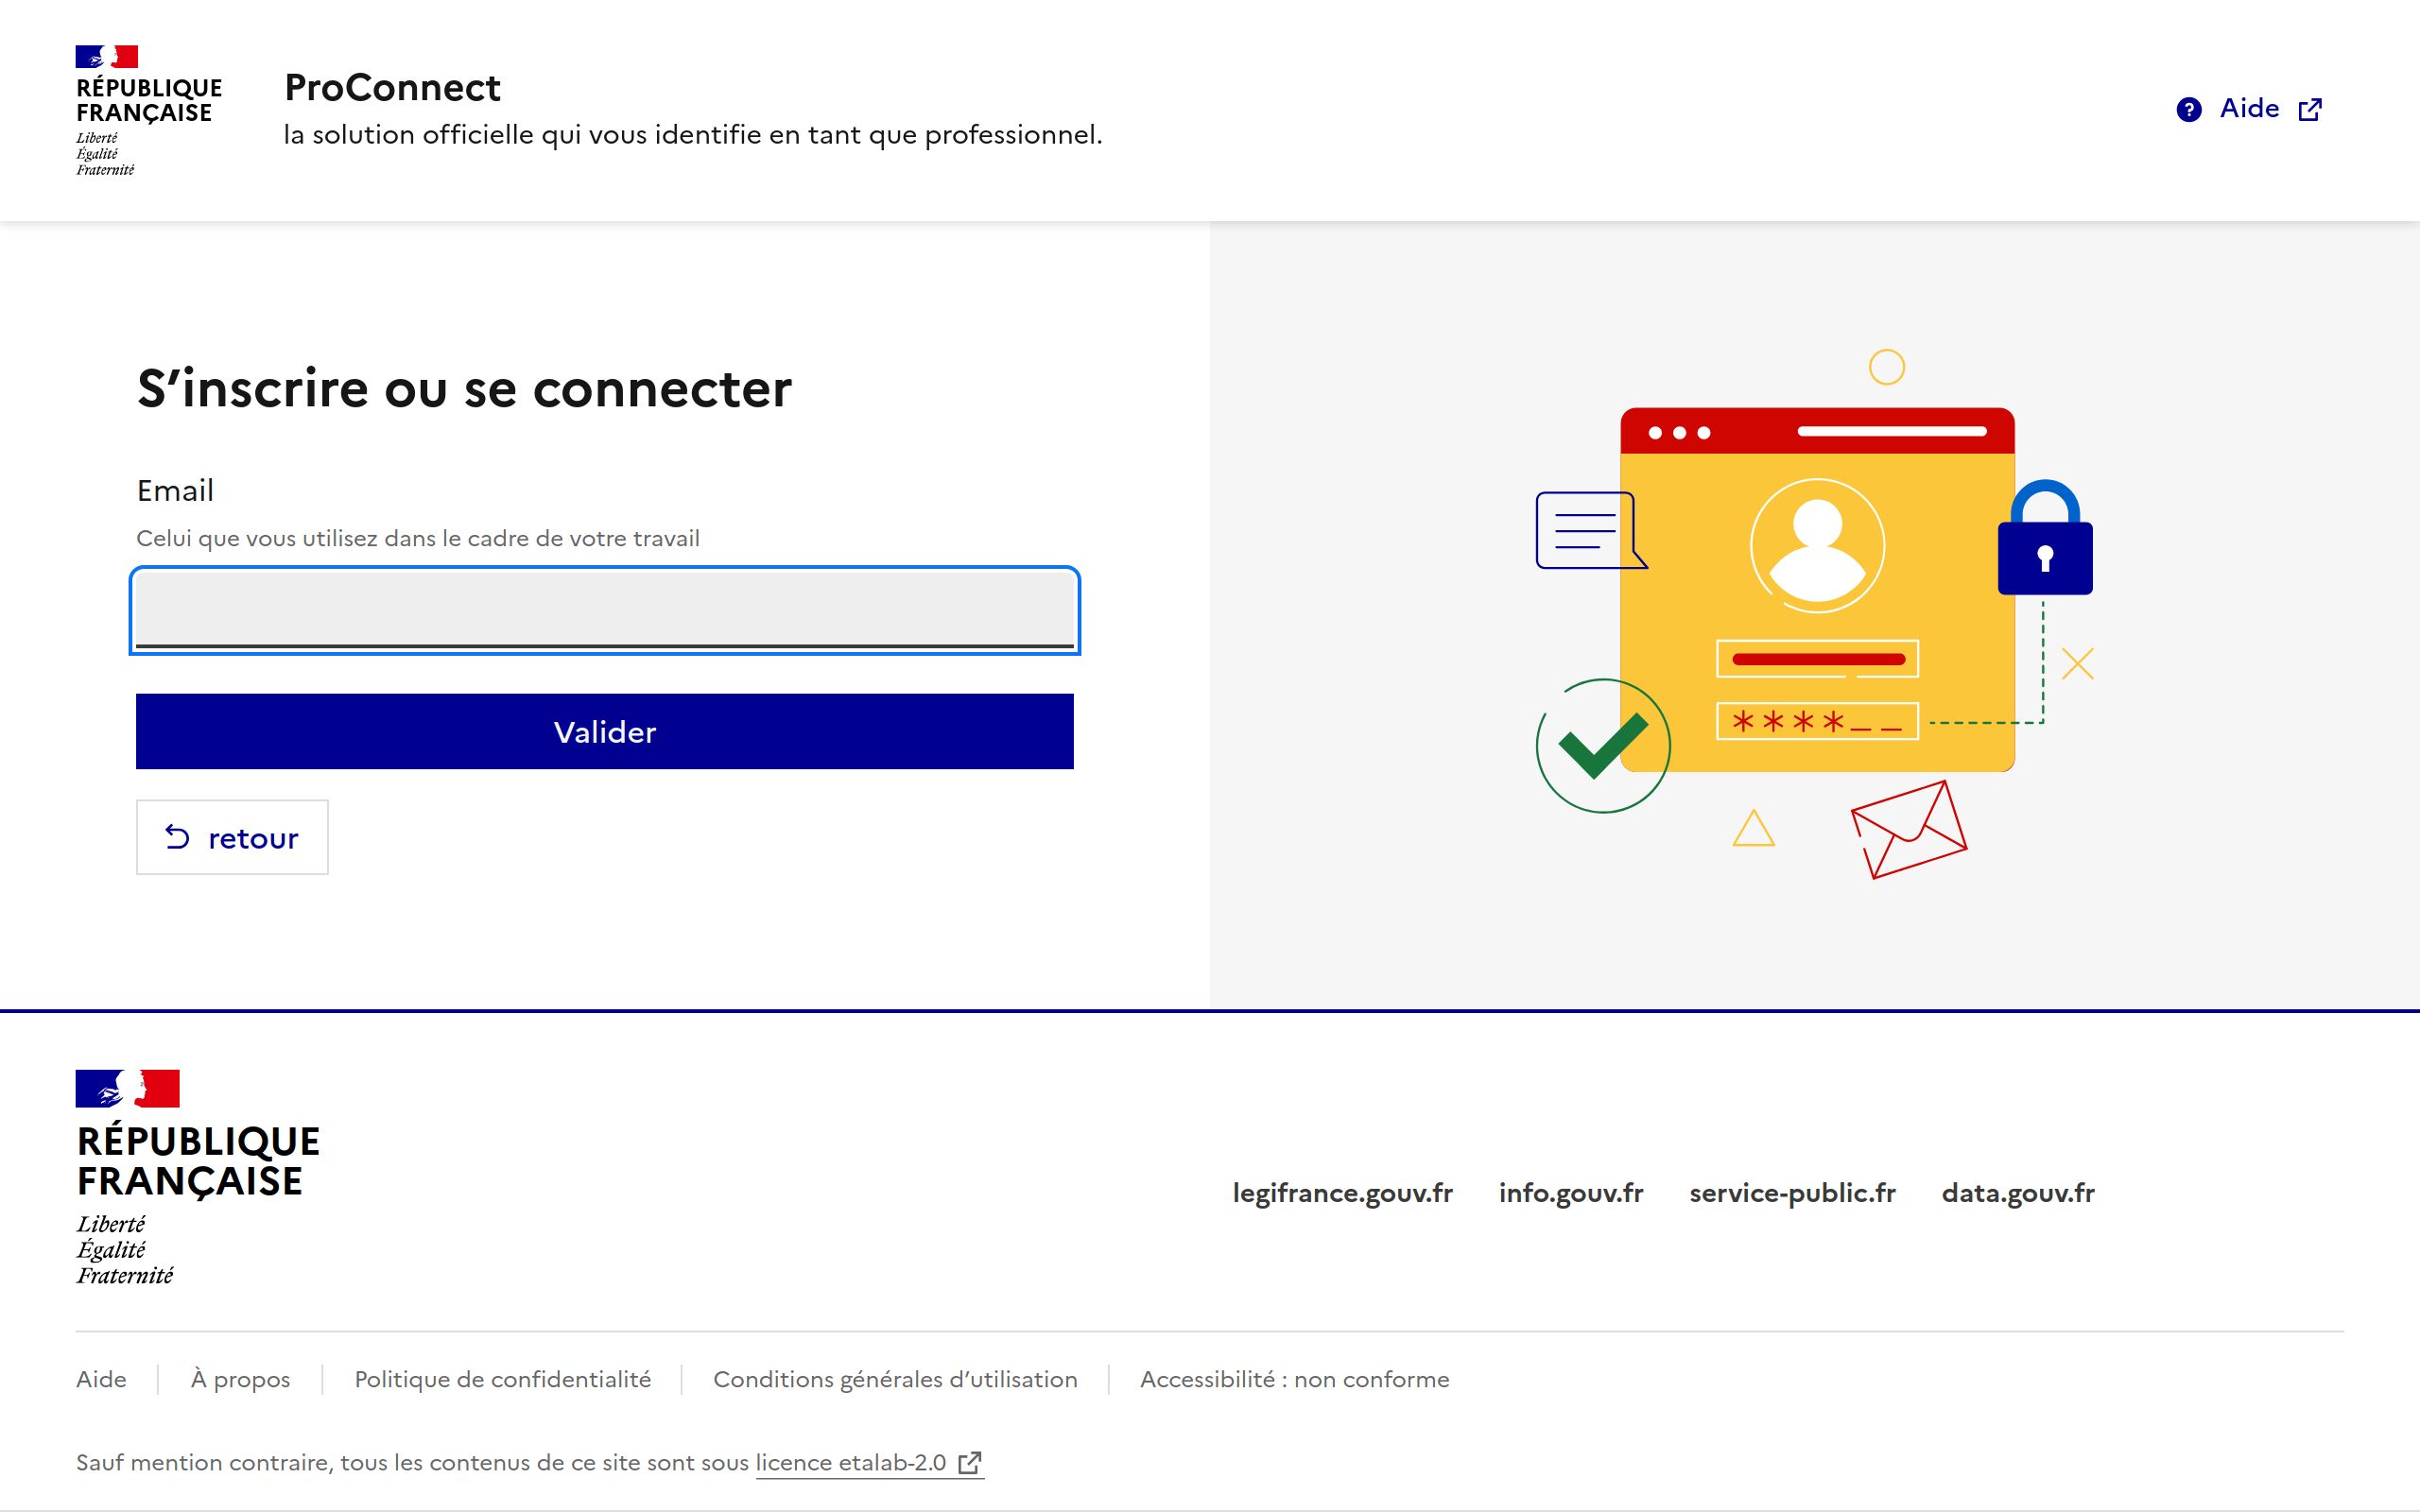 RÉPUBLIQUE
FRANÇAISE
Liberté
Égalité
Fraternité
ProConnect
la solution officielle qui vous identifie en tant que professionnel.
Aide
S’inscrire ou se connecter
Email
Celui que vous utilisez dans le cadre de votre travail
Valider
retour
****_ _
RÉPUBLIQUE
FRANÇAISE
Liberté
Égalité
Fraternité
legifrance.gouv.fr info.gouv.fr service-public.fr data.gouv.fr
Aide À propos Politique de confidentialité Conditions générales d’utilisation Accessibilité : non conforme
Sauf mention contraire, tous les contenus de ce site sont sous licence etalab-2.0